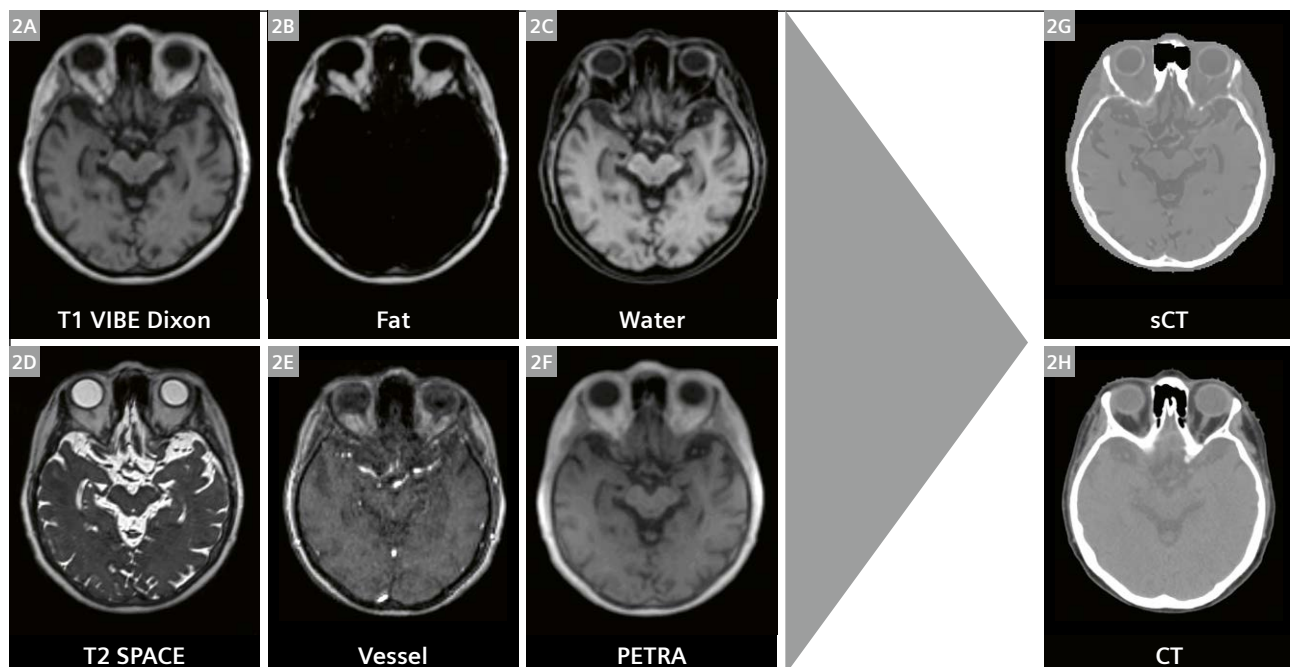 2A
T1 VIBE Dixon
2B
Fat
2C
Water
2G
sCT
2D
T2 SPACE
2E
Vessel
2F
PETRA
2H
CT